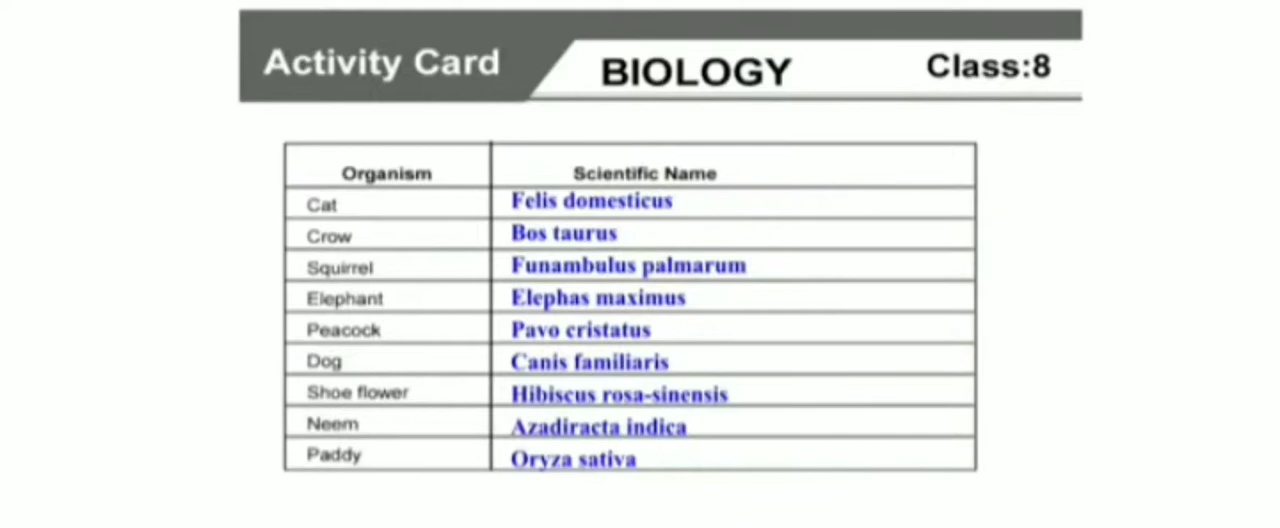 Activity Card BIOLOGY Class:8
Organism Scientific Name
Cat Felis domesticus
Crow Bos taurus
Squirrel Funambulus palmarum
Elephant Elephas maximus
Peacock Pavo cristatus
Dog Canis familiaris
Shoe flower Hibiscus rosa-sinensis
Neem Azadiracta indica
Paddy Oryza sativa